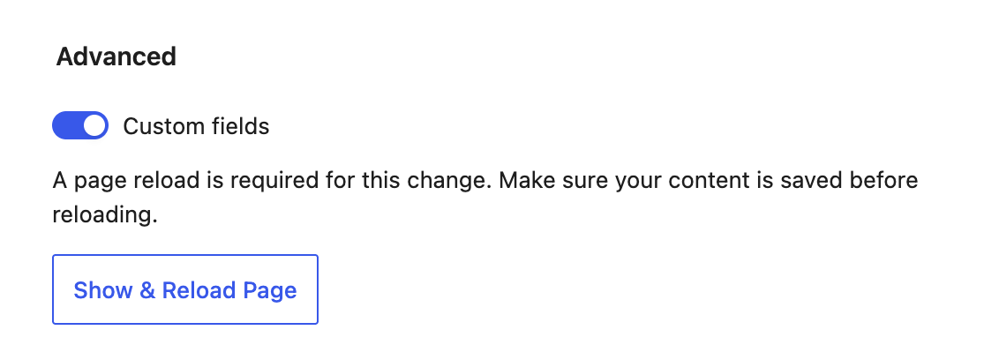 Advanced
Custom fields
A page reload is required for this change. Make sure your content is saved before
reloading.
Show & Reload Page